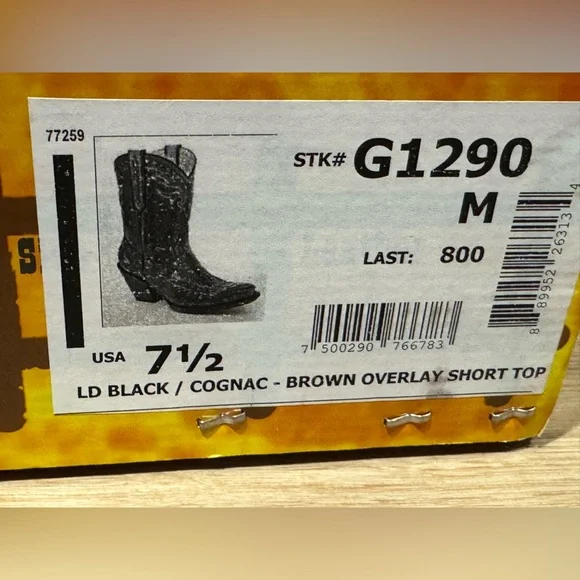 77259
STK# G1290
M
LAST: 800
7 500290 766783
8 89952 26313 4
USA 7½
LD BLACK / COGNAC - BROWN OVERLAY SHORT TOP